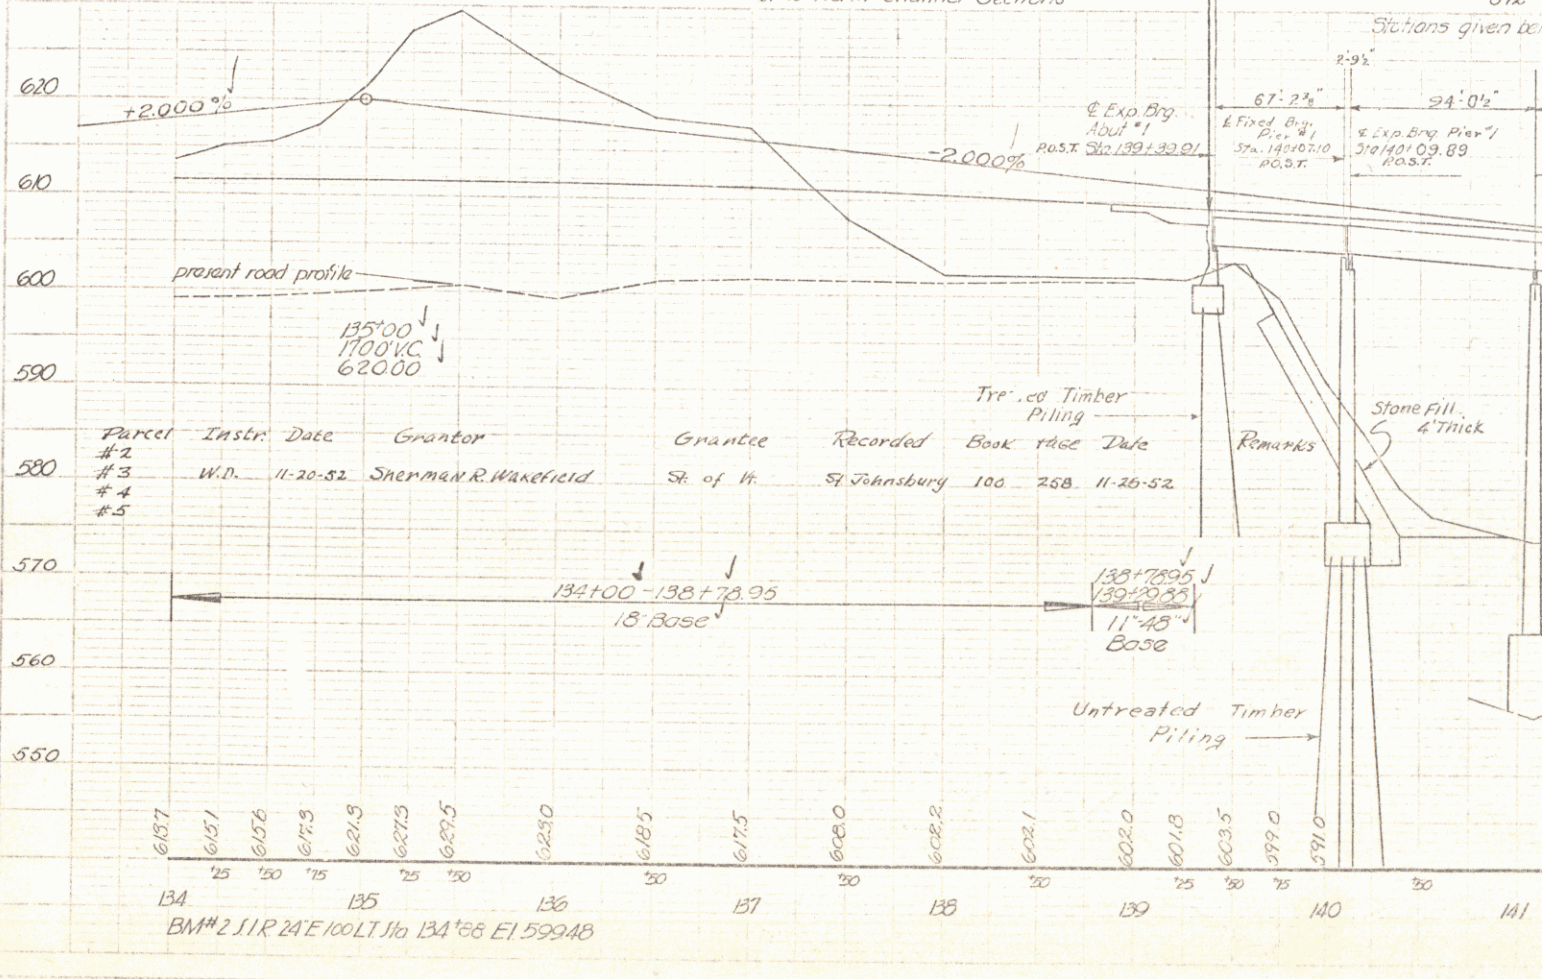 Stations given
2'-9½"
620
+2.000%
67'-2⅜"
94'-0½"
℄ Exp. Brg.
Abut #1
P.O.S.T. Sta 139+39.91
℄ Fixed Brg.
Pier #1
Sta. 140+07.10
P.O.S.T.
℄ Exp. Brg Pier #1
Sta 140+09.89
P.O.S.T.
-2.000%
610
present road profile
600
135+00
1700' V.C.
620.00
590
Timber
Piling
Stone Fill
4' Thick
Parcel Instr. Date Grantor Grantee Recorded Book Page Date Remarks
#2
#3 W.D. 11-20-52 Sherman R. Wakefield St. of Vt. St Johnsbury 100 258 11-26-52
#4
#5
580
570
134+00 - 138+78.95
18" Base
138+78.95
139+29.85
11"-48"
Base
560
Untreated Timber
Piling
550
613.7 615.1 615.6 617.3 621.9 627.3 629.5 623.0 618.5 617.5 608.0 602.2 602.1 602.0 601.8 603.5 599.0 591.0
+25 +50 +75 +25 +50 +50 +50 +50 +25 +50 +75 +50
134 135 136 137 138 139 140 141
BM#2 S.I.R 24"E 100 LT Sta 134+88 El. 599.48